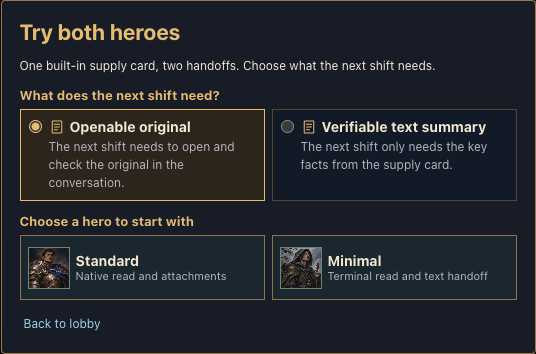 Try both heroes
One built-in supply card, two handoffs. Choose what the next shift needs.
What does the next shift need?
Openable original
The next shift needs to open and
check the original in the
conversation.
Verifiable text summary
The next shift only needs the key
facts from the supply card.
Choose a hero to start with
Standard
Native read and attachments
Minimal
Terminal read and text handoff
Back to lobby